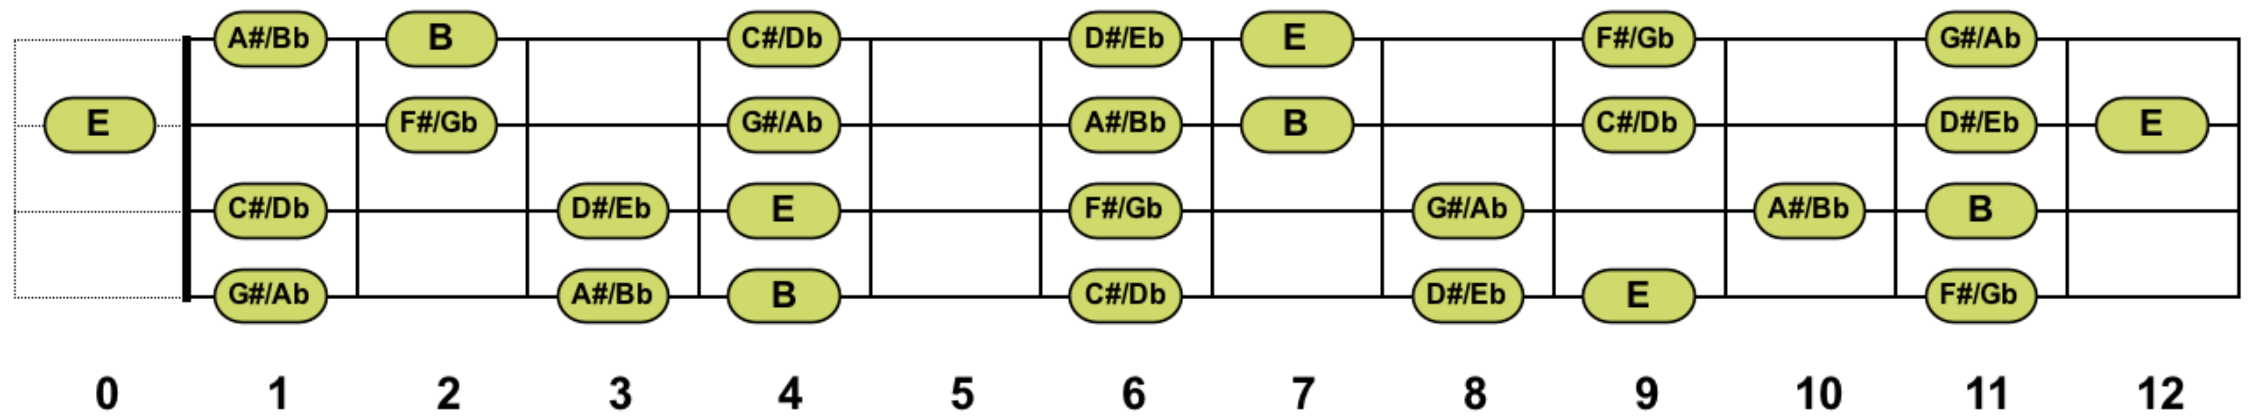 A#/Bb B C#/Db D#/Eb E F#/Gb G#/Ab
E F#/Gb G#/Ab A#/Bb B C#/Db D#/Eb E
C#/Db D#/Eb E F#/Gb G#/Ab A#/Bb B
G#/Ab A#/Bb B C#/Db D#/Eb E F#/Gb
0 1 2 3 4 5 6 7 8 9 10 11 12